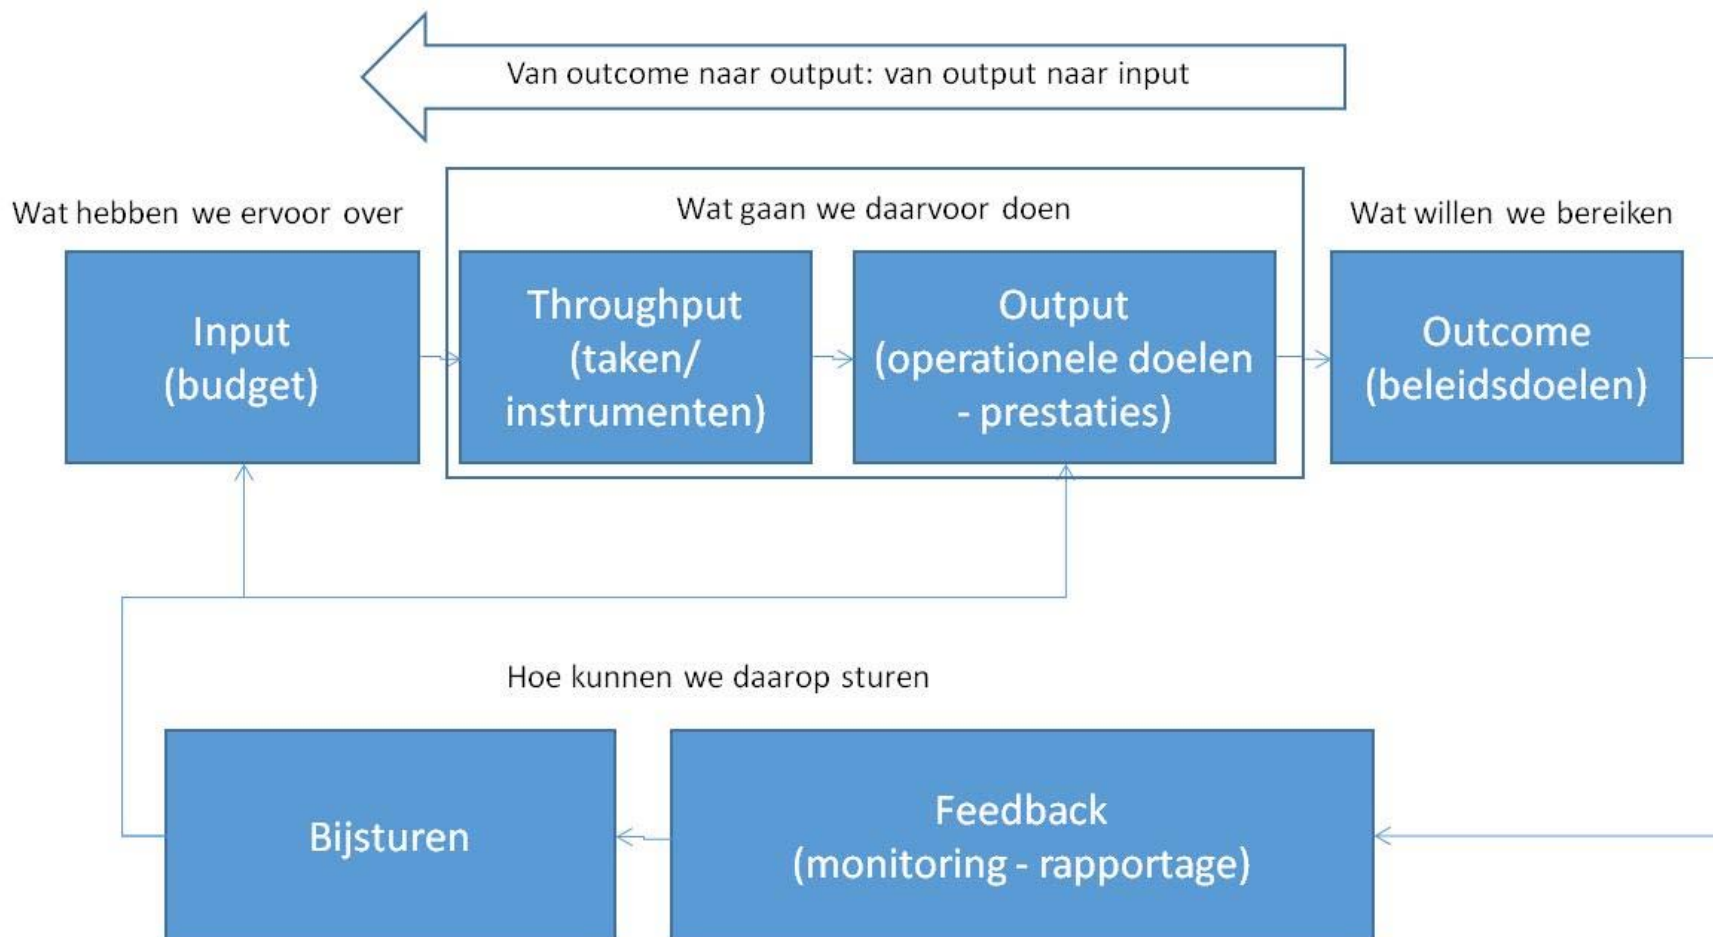 Van outcome naar output: van output naar input
Wat hebben we ervoor over
Wat gaan we daarvoor doen
Wat willen we bereiken
Input
(budget)
Throughput
(taken/
instrumenten)
Output
(operationele doelen
- prestaties)
Outcome
(beleidsdoelen)
Hoe kunnen we daarop sturen
Bijsturen
Feedback
(monitoring - rapportage)